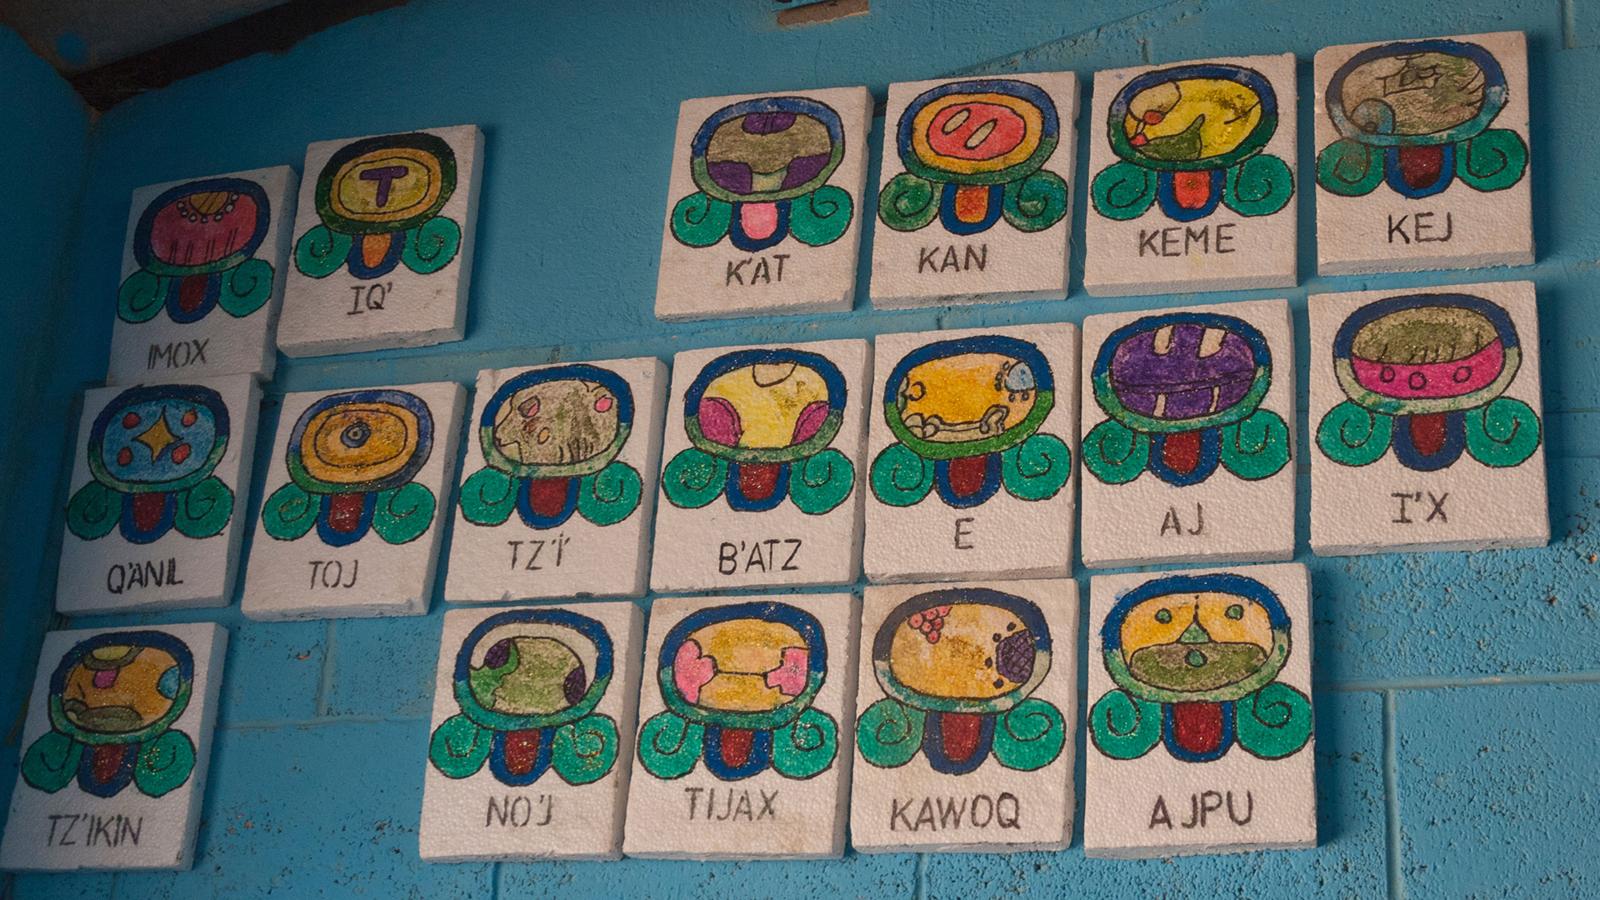 IMOX
IQ'
K'AT
KAN
KEME
KEJ
Q'ANIL
TOJ
TZ'I'
B'ATZ
E
AJ
I'X
TZ'IKIN
NO'J
TIJAX
KAWOQ
AJPU